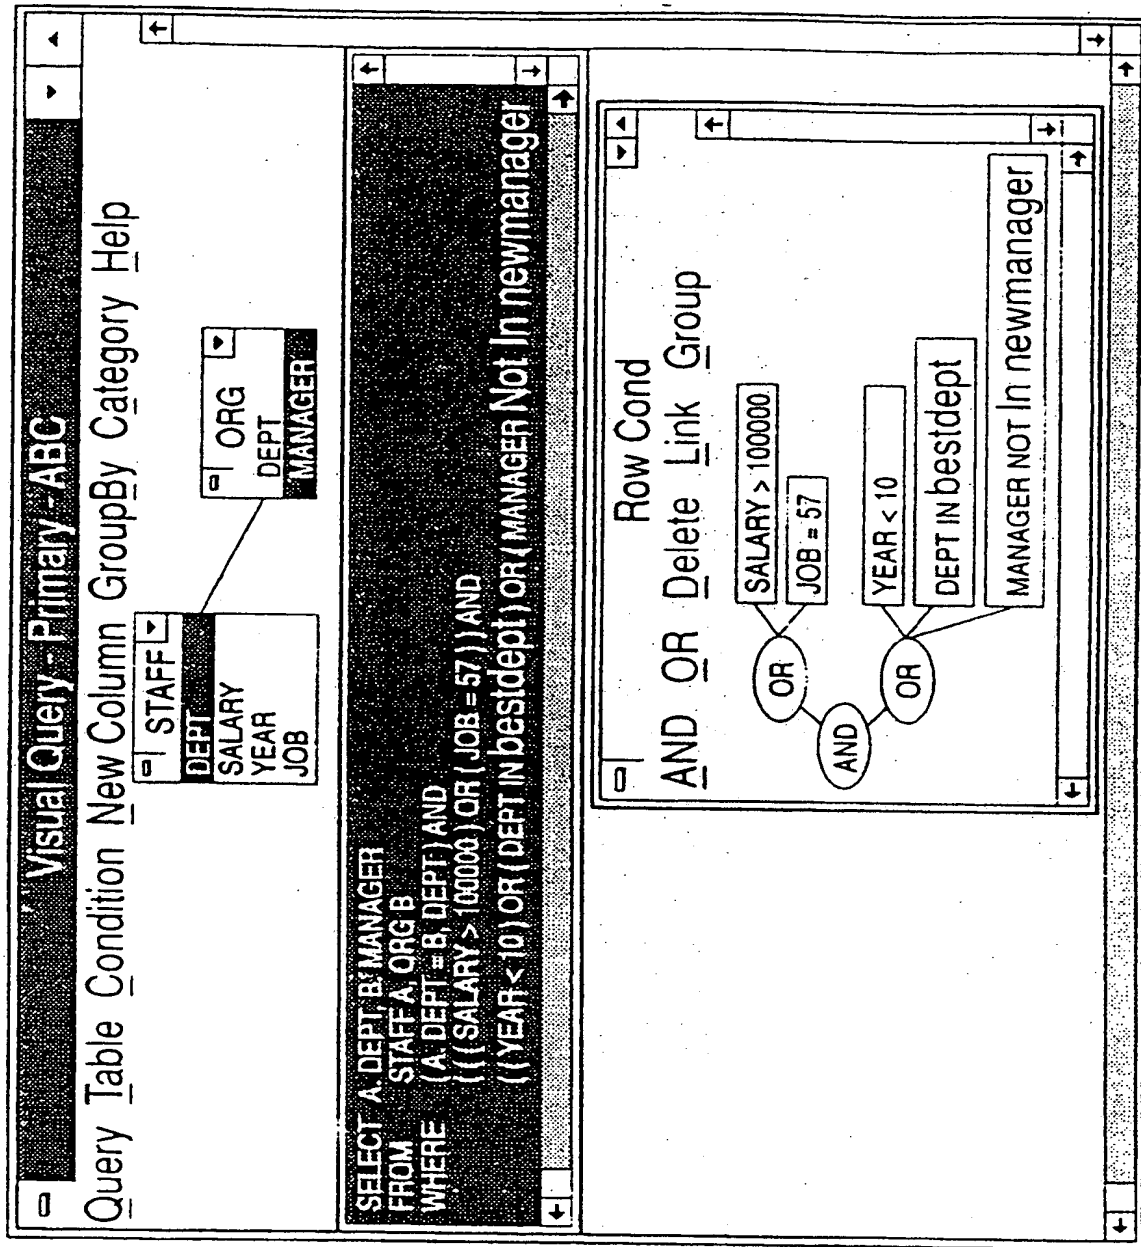 Visual Query - Primary - ABC
Query Table Condition New Column GroupBy Category Help
STAFF
DEPT
SALARY
YEAR
JOB
ORG
DEPT
MANAGER
SELECT A. DEPT, B. MANAGER
FROM STAFF A, ORG B
WHERE (A. DEPT = B, DEPT) AND
((((SALARY > 100000) OR (JOB = 57)) AND
((YEAR < 10) OR (DEPT IN bestdept) OR (MANAGER Not In newmanager
Row Cond
AND OR Delete Link Group
AND
OR
SALARY > 100000
JOB = 57
OR
YEAR < 10
DEPT IN bestdept
MANAGER NOT In newmanager